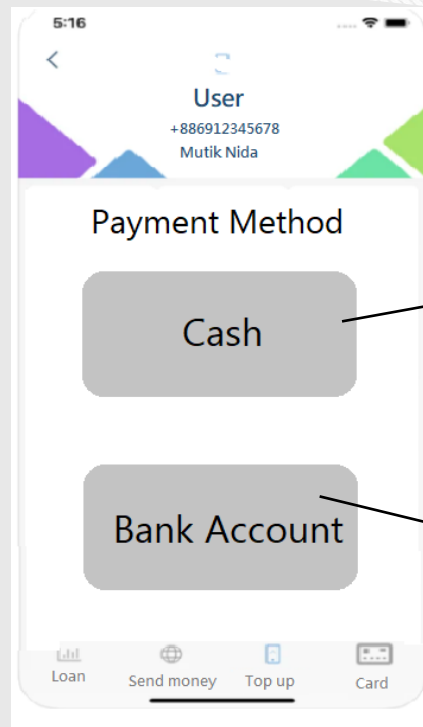 5:16
User
+886912345678
Mutik Nida
Payment Method
Cash
Bank Account
Loan
Send money
Top up
Card